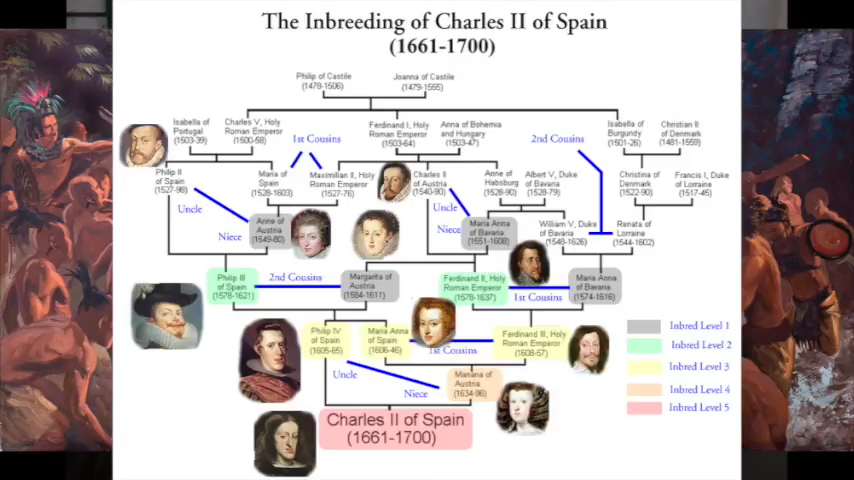 The Inbreeding of Charles II of Spain
(1661-1700)
Philip of Castile
(1478-1506)
Joanna of Castile
(1479-1555)
Isabella of
Portugal
(1503-39)
Charles V, Holy
Roman Emperor
(1500-58)
1st Cousins
Ferdinand I, Holy
Roman Emperor
(1503-64)
Anna of Bohemia
and Hungary
(1503-47)
2nd Cousins
Isabella of
Burgundy
(1501-26)
Christian II
of Denmark
(1481-1559)
Philip II
of Spain
(1527-98)
Maria of
Spain
(1528-1603)
Maximilian II, Holy
Roman Emperor
(1527-76)
Charles II
of Austria
(1540-90)
Anne of
Habsburg
(1528-90)
Albert V, Duke
of Bavaria
(1528-79)
Christina of
Denmark
(1522-90)
Francis I, Duke
of Lorraine
(1517-45)
Uncle
Niece
Anne of
Austria
(1549-80)
Uncle
Niece
Maria Anna
of Bavaria
(1551-1608)
William V, Duke
of Bavaria
(1548-1626)
Renata of
Lorraine
(1544-1602)
Philip III
of Spain
(1578-1621)
2nd Cousins
Margarita of
Austria
(1584-1611)
Ferdinand II, Holy
Roman Emperor
(1578-1637)
1st Cousins
Maria Anna
of Bavaria
(1574-1616)
Philip IV
of Spain
(1605-65)
Maria Anna
of Spain
(1606-46)
1st Cousins
Ferdinand III, Holy
Roman Emperor
(1608-57)
Uncle
Niece
Mariana of
Austria
(1634-96)
Charles II of Spain
(1661-1700)
Inbred Level 1
Inbred Level 2
Inbred Level 3
Inbred Level 4
Inbred Level 5